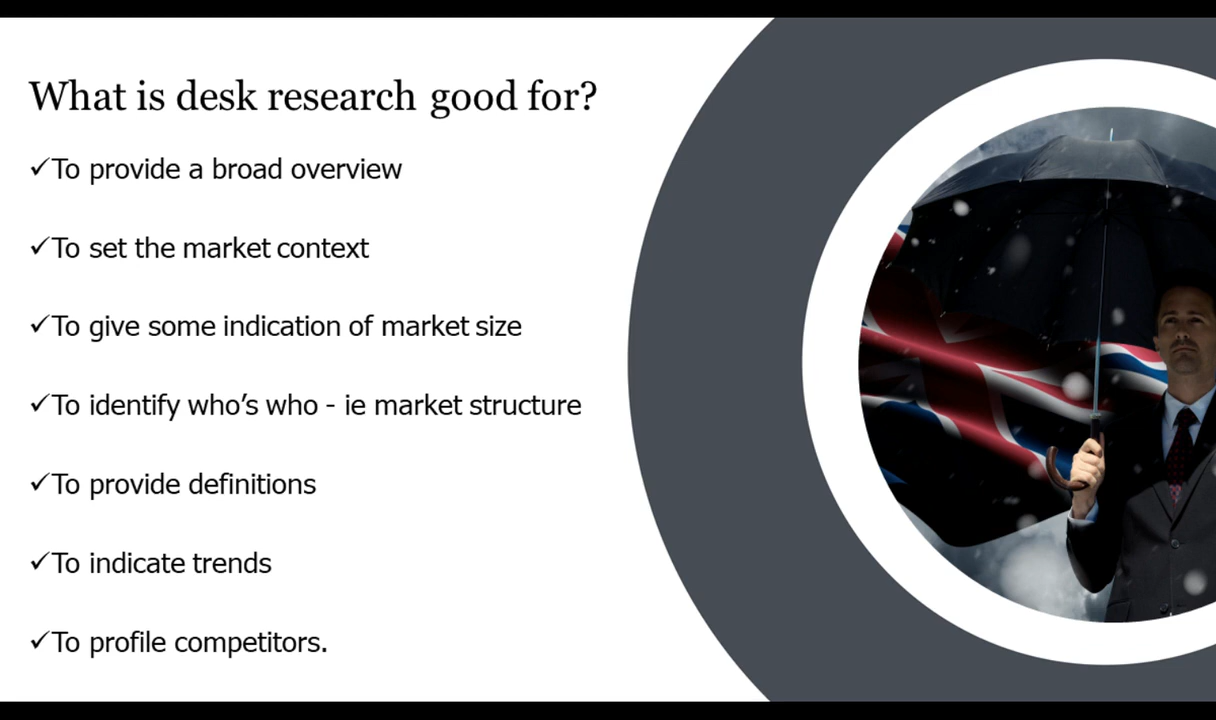 What is desk research good for?
✓To provide a broad overview
✓To set the market context
✓To give some indication of market size
✓To identify who’s who - ie market structure
✓To provide definitions
✓To indicate trends
✓To profile competitors.